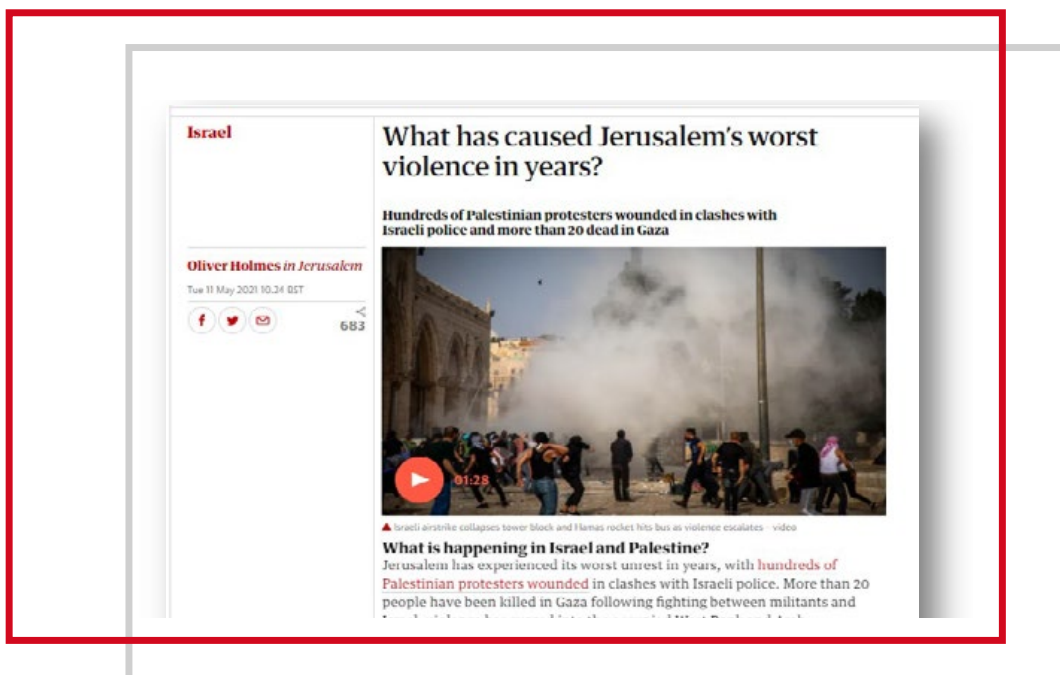 Israel
What has caused Jerusalem's worst
violence in years?
Hundreds of Palestinian protesters wounded in clashes with
Israeli police and more than 20 dead in Gaza
Oliver Holmes in Jerusalem
Tue 11 May 2021 10.24 BST
683
01:28
Israeli airstrike collapses tower block and Hamas rocket hits bus as violence escalates - video
What is happening in Israel and Palestine?
Jerusalem has experienced its worst unrest in years, with hundreds of
Palestinian protesters wounded in clashes with Israeli police. More than 20
people have been killed in Gaza following fighting between militants and